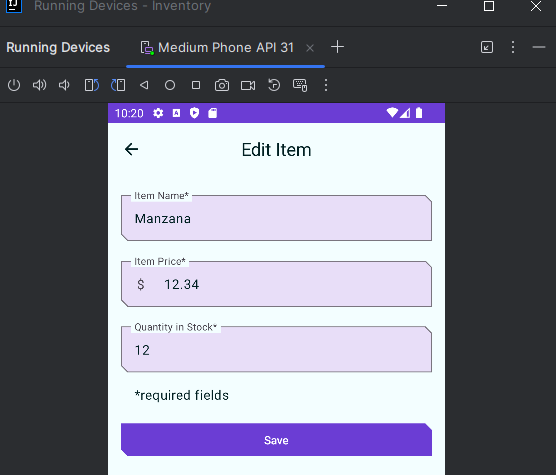 Running Devices - Inventory
Running Devices
Medium Phone API 31
10:20
Edit Item
Item Name*
Manzana
Item Price*
$ 12.34
Quantity in Stock*
12
*required fields
Save